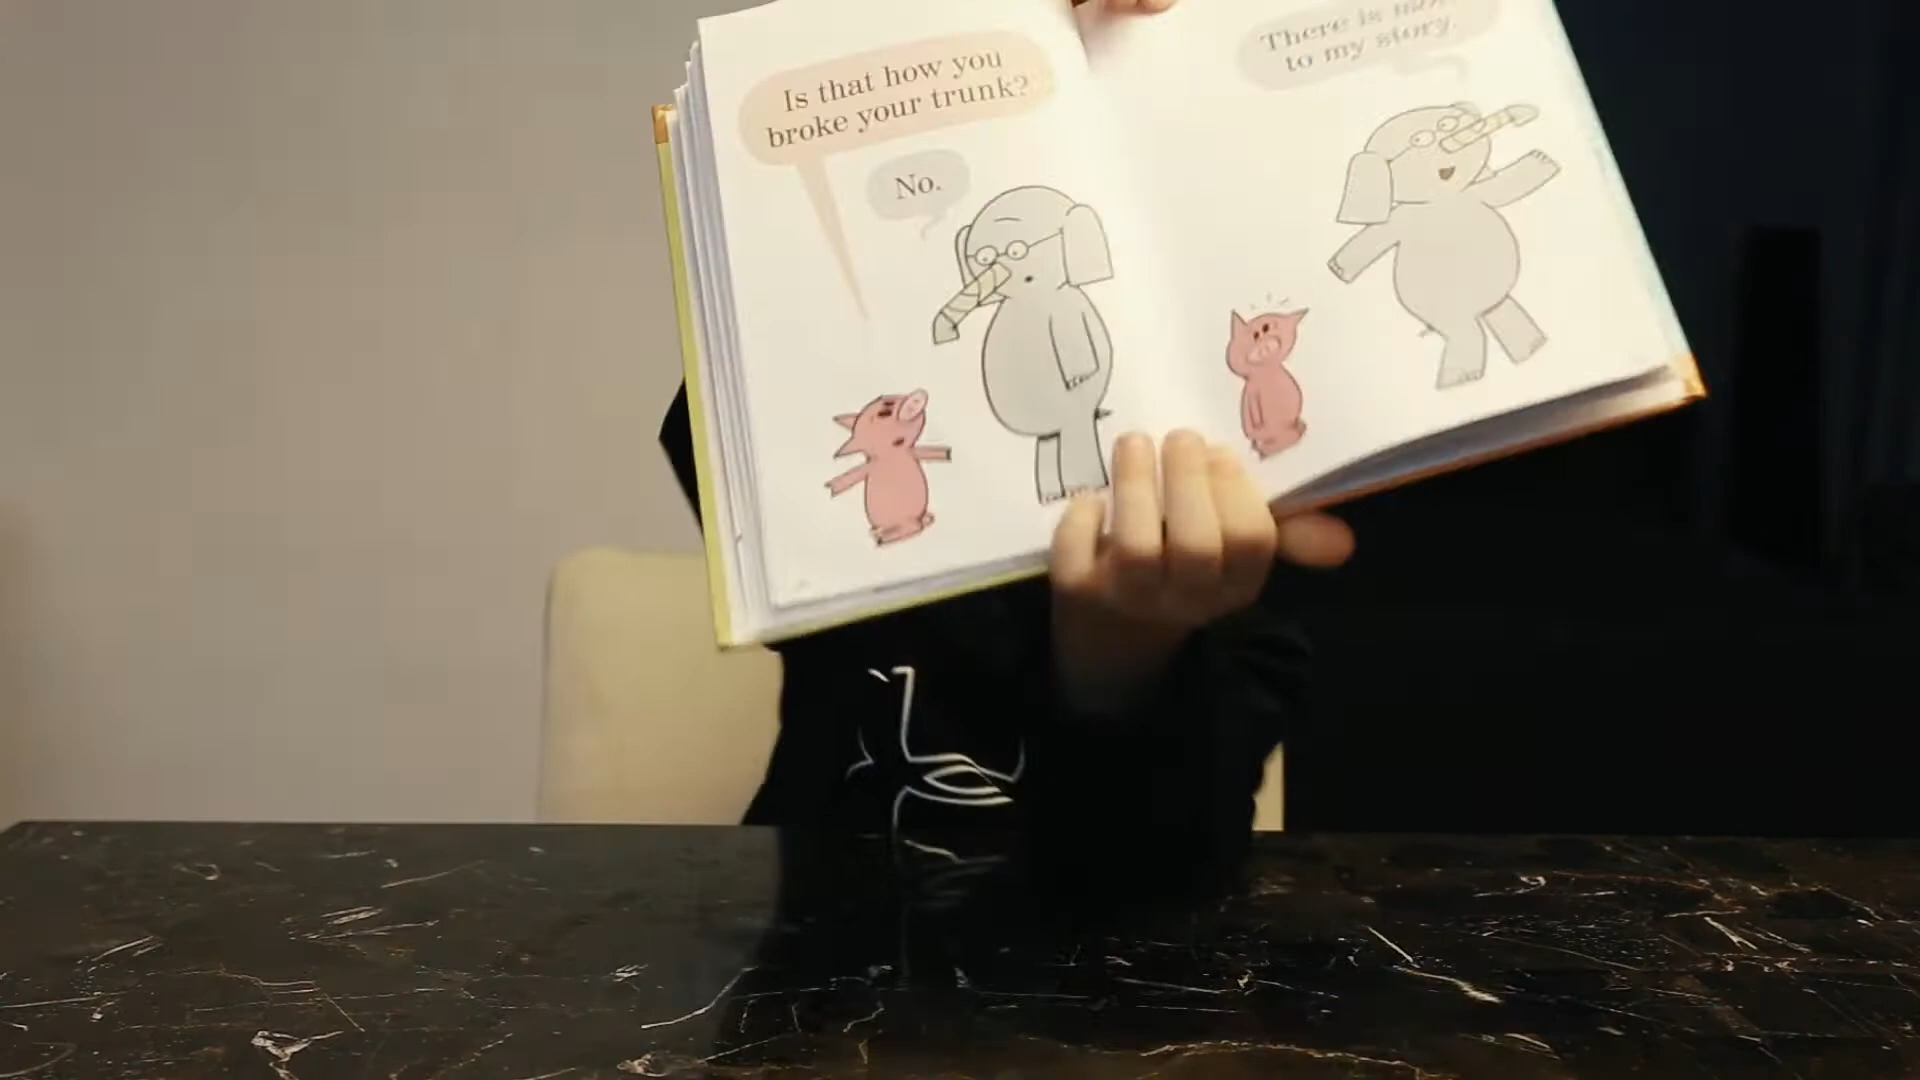 Is that how you
broke your trunk?
No.
There is
to my story.